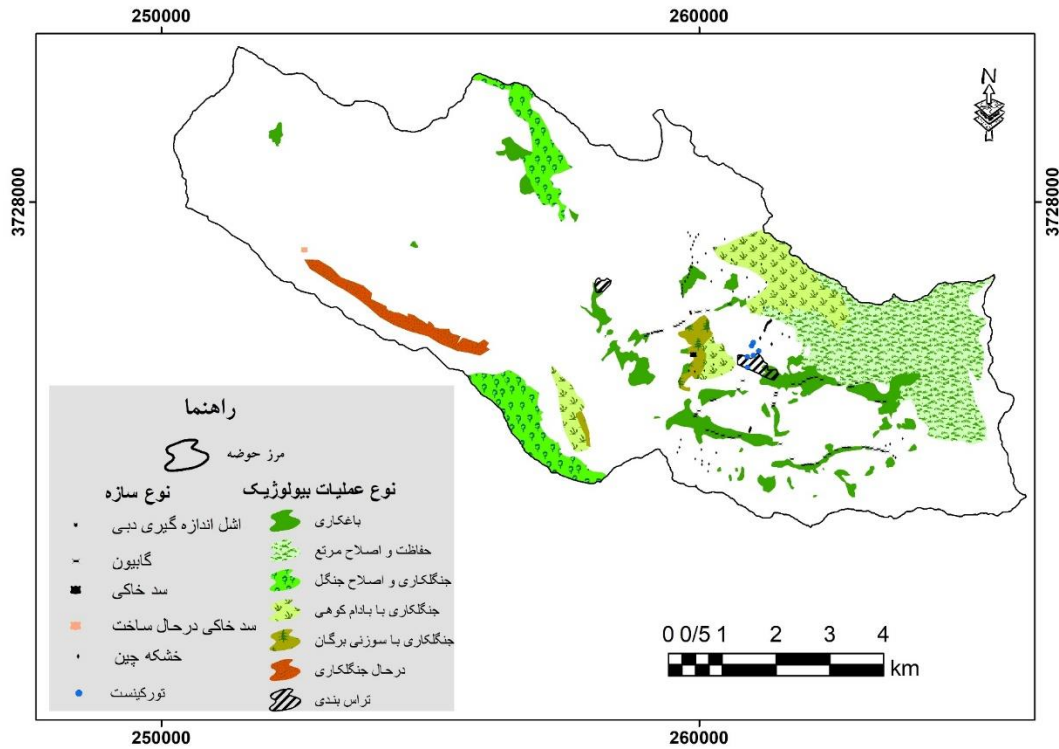 250000 260000
N
3728000 3728000
راهنما
مرز حوضه
نوع سازه
اشل اندازه گیری دبی
گابیون
سد خاکی
سد خاکی درحال ساخت
خشکه چین
تورکینست
نوع عملیات بیولوژیک
باغکاری
حفاظت و اصلاح مرتع
جنگلکاری و اصلاح جنگل
جنگلکاری با بادام کوهی
جنگلکاری با سوزنی برگان
درحال جنگلکاری
تراس بندی
0 0/5 1 2 3 4
km
250000 260000